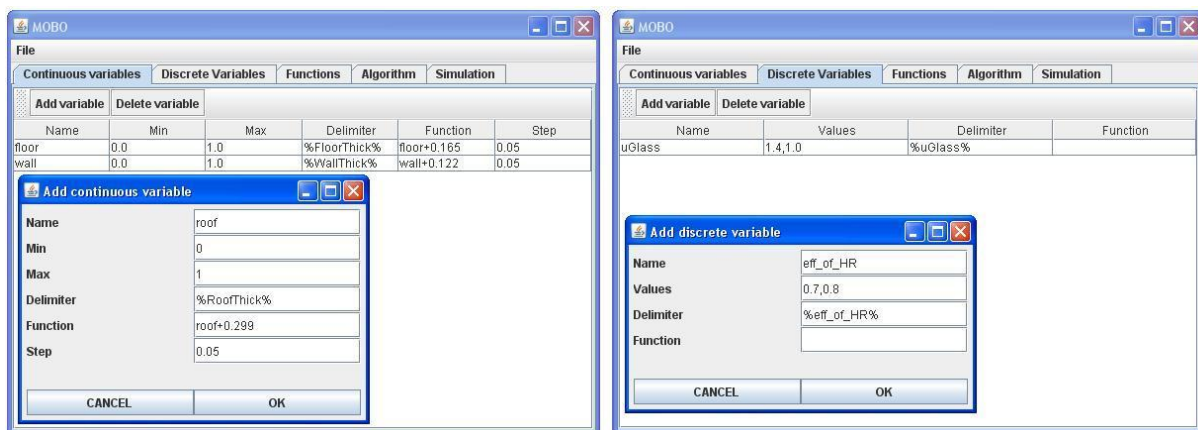 MOBO
File
Continuous variables Discrete Variables Functions Algorithm Simulation
Add variable Delete variable
Name Min Max Delimiter Function Step
floor 0.0 1.0 %FloorThick% floor+0.165 0.05
wall 0.0 1.0 %WallThick% wall+0.122 0.05
Add continuous variable
Name roof
Min 0
Max 1
Delimiter %RoofThick%
Function roof+0.299
Step 0.05
CANCEL OK
MOBO
File
Continuous variables Discrete Variables Functions Algorithm Simulation
Add variable Delete variable
Name Values Delimiter Function
uGlass 1.4,1.0 %uGlass%
Add discrete variable
Name eff_of_HR
Values 0.7,0.8
Delimiter %eff_of_HR%
Function
CANCEL OK